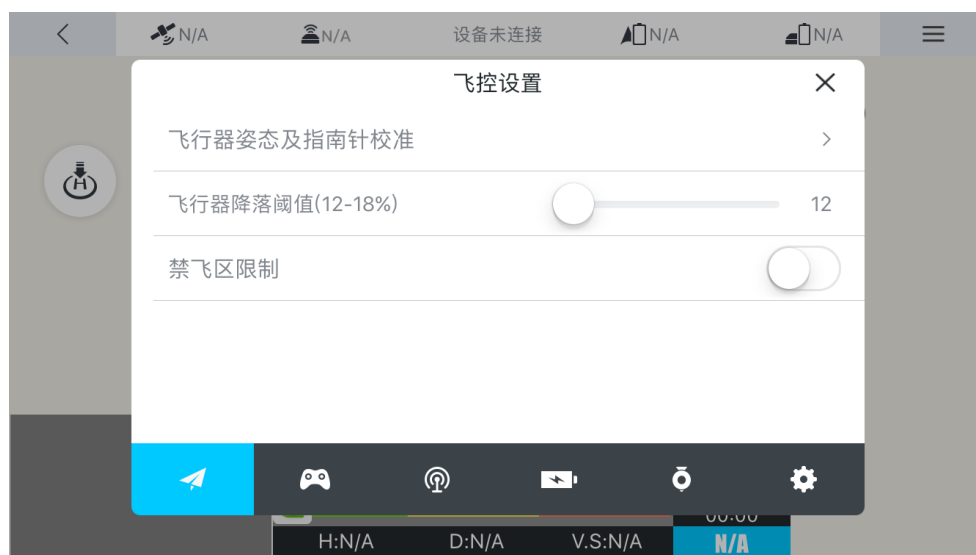 N/A
N/A
设备未连接
N/A
N/A
飞控设置
飞行器姿态及指南针校准
飞行器降落阈值(12-18%)
12
禁飞区限制
H:N/A
D:N/A
V.S:N/A
N/A